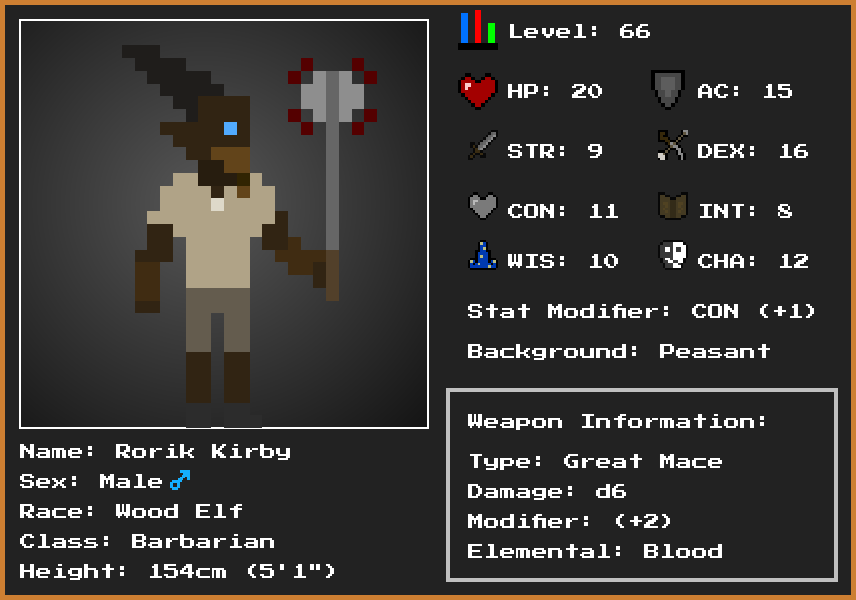 Level: 66
HP: 20
AC: 15
STR: 9
DEX: 16
CON: 11
INT: 8
WIS: 10
CHA: 12
Stat Modifier: CON (+1)
Background: Peasant
Weapon Information:
Type: Great Mace
Damage: d6
Modifier: (+2)
Elemental: Blood
Name: Rorik Kirby
Sex: Male ♂
Race: Wood Elf
Class: Barbarian
Height: 154cm (5'1")